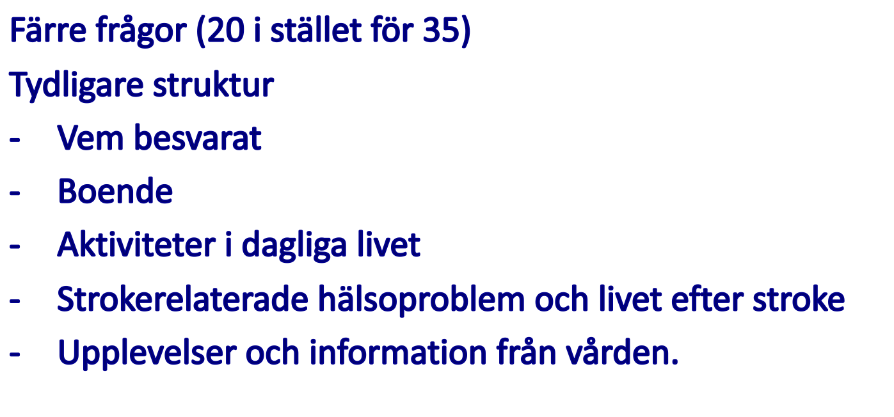 Färre frågor (20 i stället för 35)
Tydligare struktur
- Vem besvarat
- Boende
- Aktiviteter i dagliga livet
- Strokerelaterade hälsoproblem och livet efter stroke
- Upplevelser och information från vården.